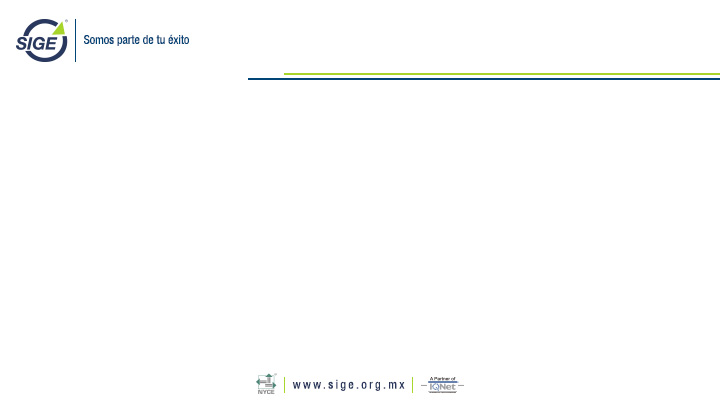 SIGE
Somos parte de tu éxito
NYCE
www.sige.org.mx
A Partner of
IQNet